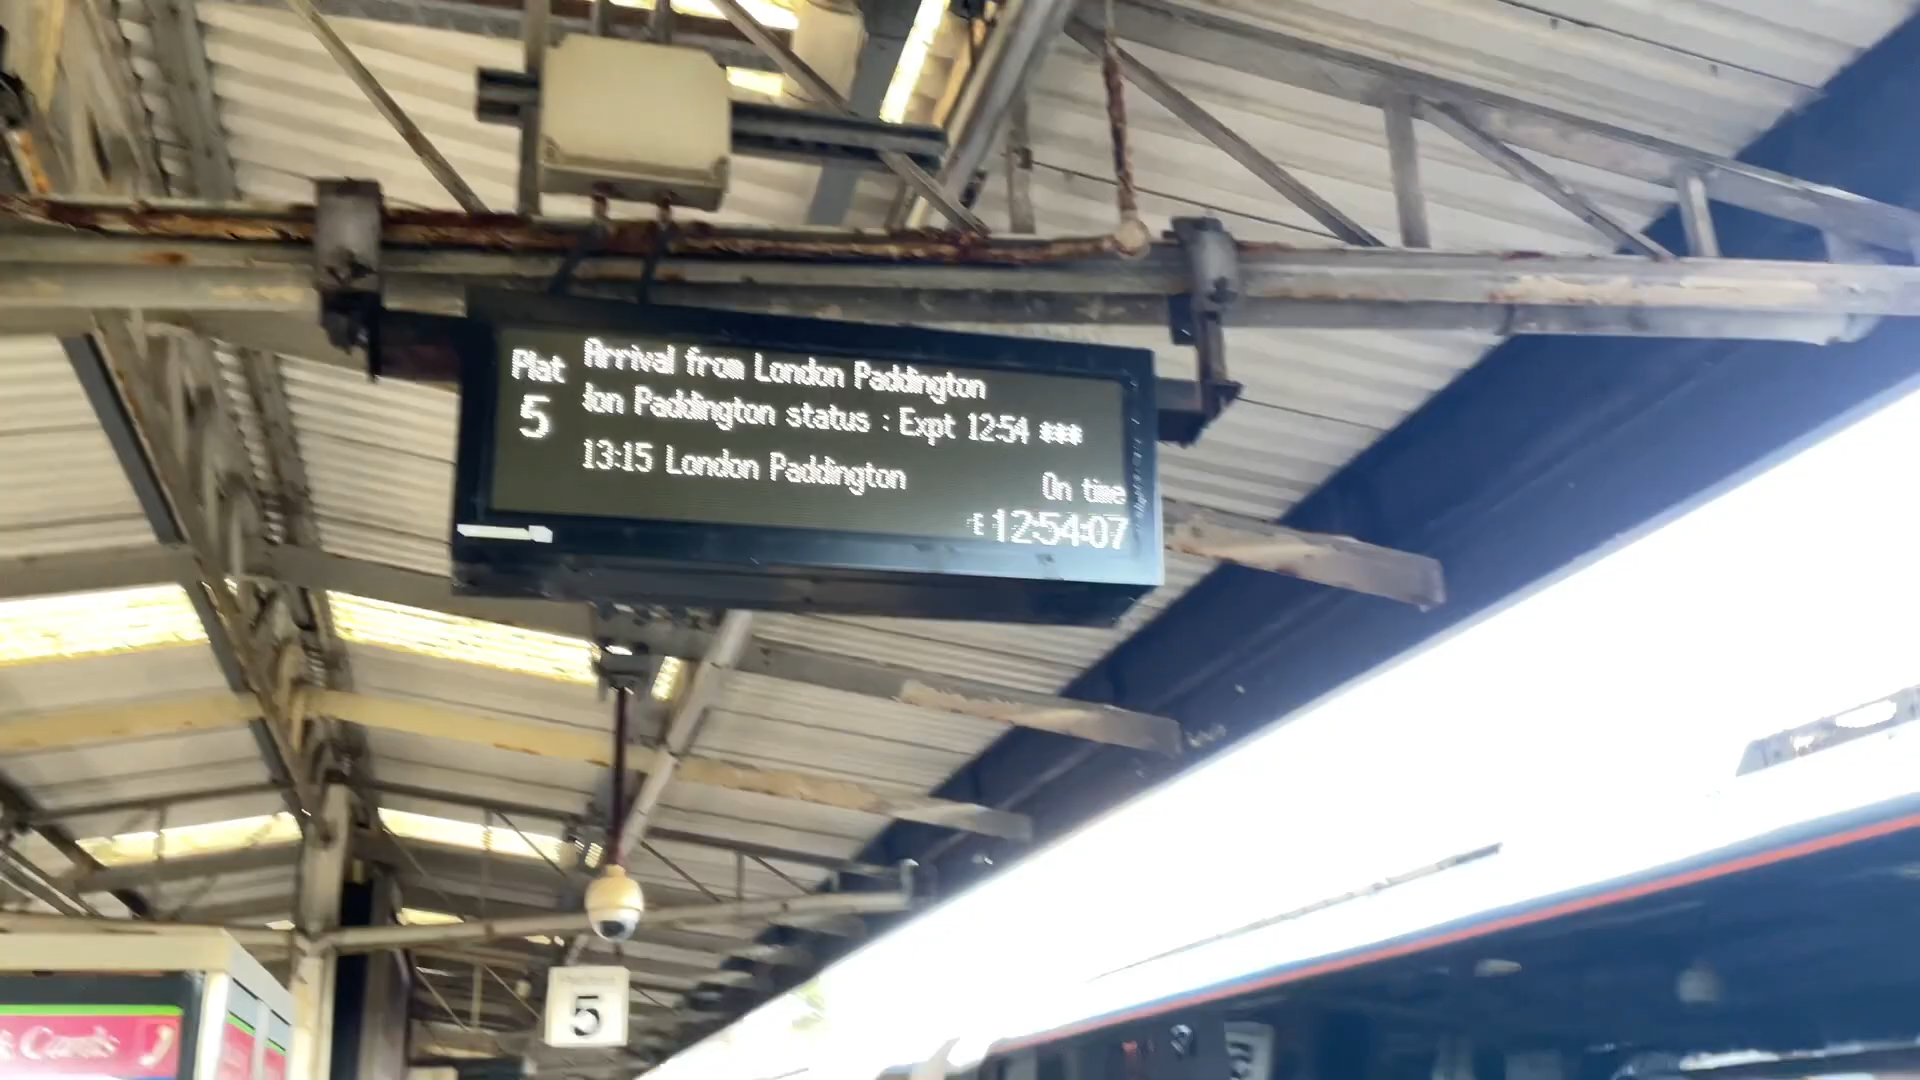 Plat
5
Arrival from London Paddington
don Paddington status : Expt 12:54 ***
13:15 London Paddington
On time
12:54:07
5
Cards